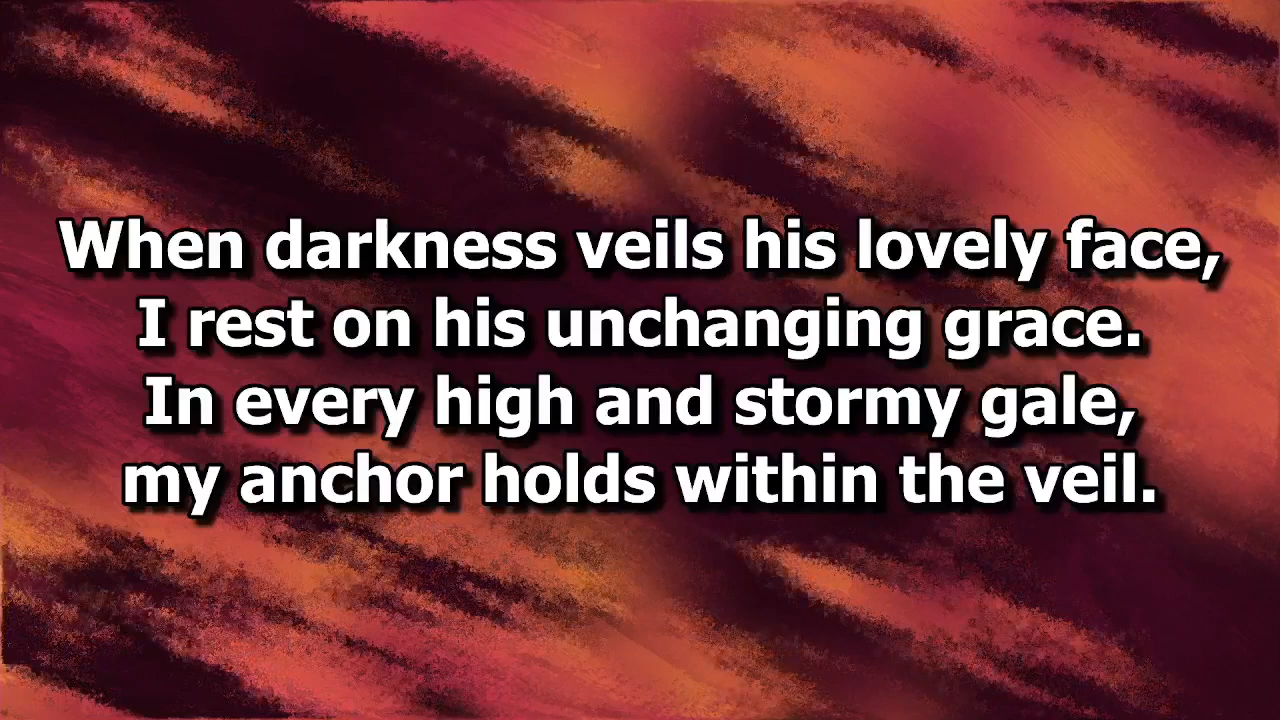 When darkness veils his lovely face,
I rest on his unchanging grace.
In every high and stormy gale,
my anchor holds within the veil.